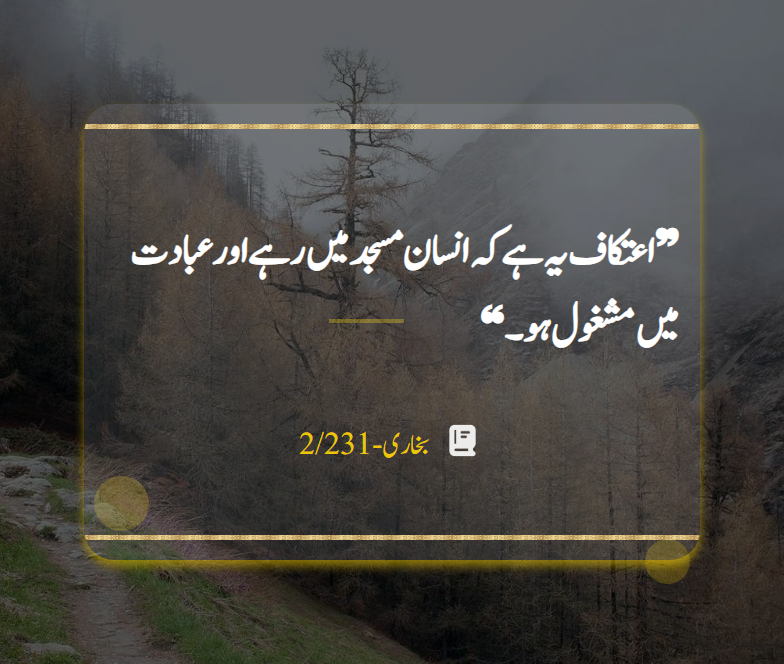 ”اعتکاف یہ ہے کہ انسان مسجد میں رہے اور عبادت
میں مشغول ہو۔“
بخاری-2/231